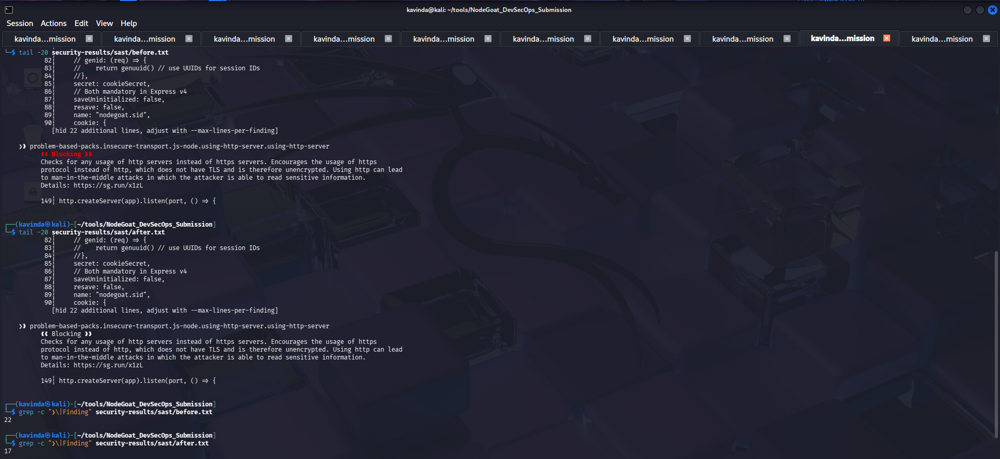 kavinda@kali: ~/tools/NodeGoat_DevSecOps_Submission
Session Actions Edit View Help
kavinda...mission kavinda...mission kavinda...mission kavinda...mission kavinda...mission kavinda...mission kavinda...mission kavinda...mission kavinda...mission kavinda...mission
└─$ tail -20 security-results/sast/before.txt
82┆ // genid: (req) => {
83┆ //    return genuuid() // use UUIDs for session IDs
84┆ //},
85┆ secret: cookieSecret,
86┆ // Both mandatory in Express v4
87┆ saveUninitialized: false,
88┆ resave: false,
89┆ name: "nodegoat.sid",
90┆ cookie: {
[hid 22 additional lines, adjust with --max-lines-per-finding]
❯❱ problem-based-packs.insecure-transport.js-node.using-http-server.using-http-server
❰❰ Blocking ❱❱
Checks for any usage of http servers instead of https servers. Encourages the usage of https
protocol instead of http, which does not have TLS and is therefore unencrypted. Using http can lead
to man-in-the-middle attacks in which the attacker is able to read sensitive information.
Details: https://sg.run/x1zL
149┆ http.createServer(app).listen(port, () => {
┌──(kavinda㉿kali)-[~/tools/NodeGoat_DevSecOps_Submission]
└─$ tail -20 security-results/sast/after.txt
82┆ // genid: (req) => {
83┆ //    return genuuid() // use UUIDs for session IDs
84┆ //},
85┆ secret: cookieSecret,
86┆ // Both mandatory in Express v4
87┆ saveUninitialized: false,
88┆ resave: false,
89┆ name: "nodegoat.sid",
90┆ cookie: {
[hid 22 additional lines, adjust with --max-lines-per-finding]
❯❱ problem-based-packs.insecure-transport.js-node.using-http-server.using-http-server
❰❰ Blocking ❱❱
Checks for any usage of http servers instead of https servers. Encourages the usage of https
protocol instead of http, which does not have TLS and is therefore unencrypted. Using http can lead
to man-in-the-middle attacks in which the attacker is able to read sensitive information.
Details: https://sg.run/x1zL
149┆ http.createServer(app).listen(port, () => {
┌──(kavinda㉿kali)-[~/tools/NodeGoat_DevSecOps_Submission]
└─$ grep -c "❯\|Finding" security-results/sast/before.txt
22
┌──(kavinda㉿kali)-[~/tools/NodeGoat_DevSecOps_Submission]
└─$ grep -c "❯\|Finding" security-results/sast/after.txt
17